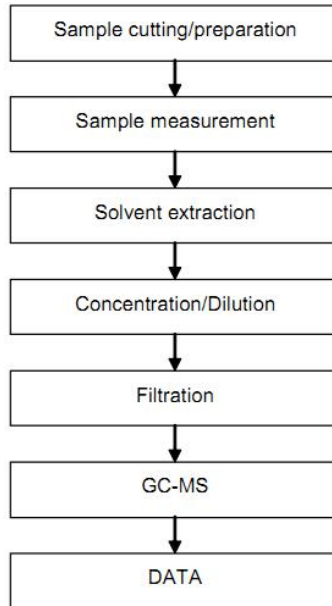 Sample cutting/preparation
Sample measurement
Solvent extraction
Concentration/Dilution
Filtration
GC-MS
DATA